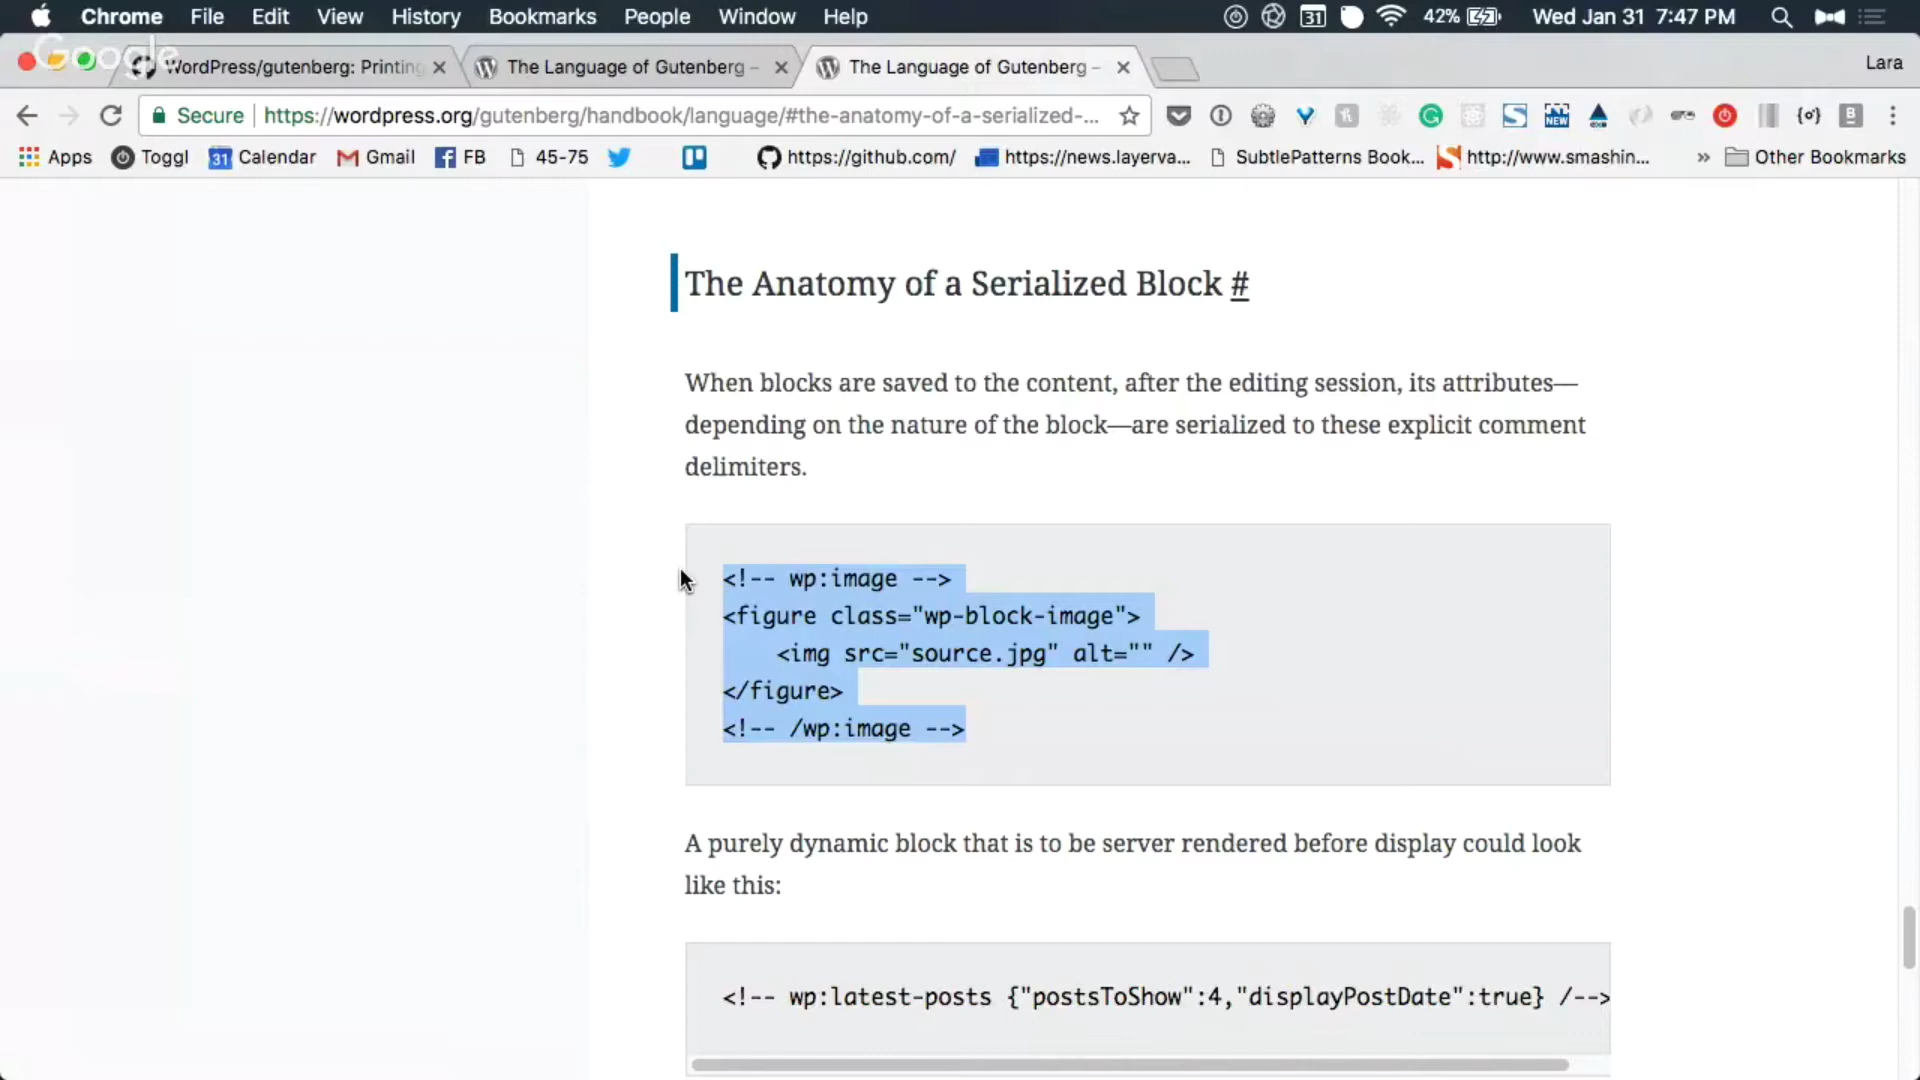 Chrome File Edit View History Bookmarks People Window Help 31 42% Wed Jan 31 7:47 PM
Google
WordPress/gutenberg: Printing The Language of Gutenberg – The Language of Gutenberg – Lara
Secure https://wordpress.org/gutenberg/handbook/language/#the-anatomy-of-a-serialized-... NEW
Apps Toggl 31 Calendar Gmail FB 45-75 https://github.com/ https://news.layerva... SubtlePatterns Book... http://www.smashin... » Other Bookmarks
The Anatomy of a Serialized Block #
When blocks are saved to the content, after the editing session, its attributes—
depending on the nature of the block—are serialized to these explicit comment
delimiters.
<!-- wp:image -->
<figure class="wp-block-image">
<img src="source.jpg" alt="" />
</figure>
<!-- /wp:image -->
A purely dynamic block that is to be server rendered before display could look
like this:
<!-- wp:latest-posts {"postsToShow":4,"displayPostDate":true} /-->